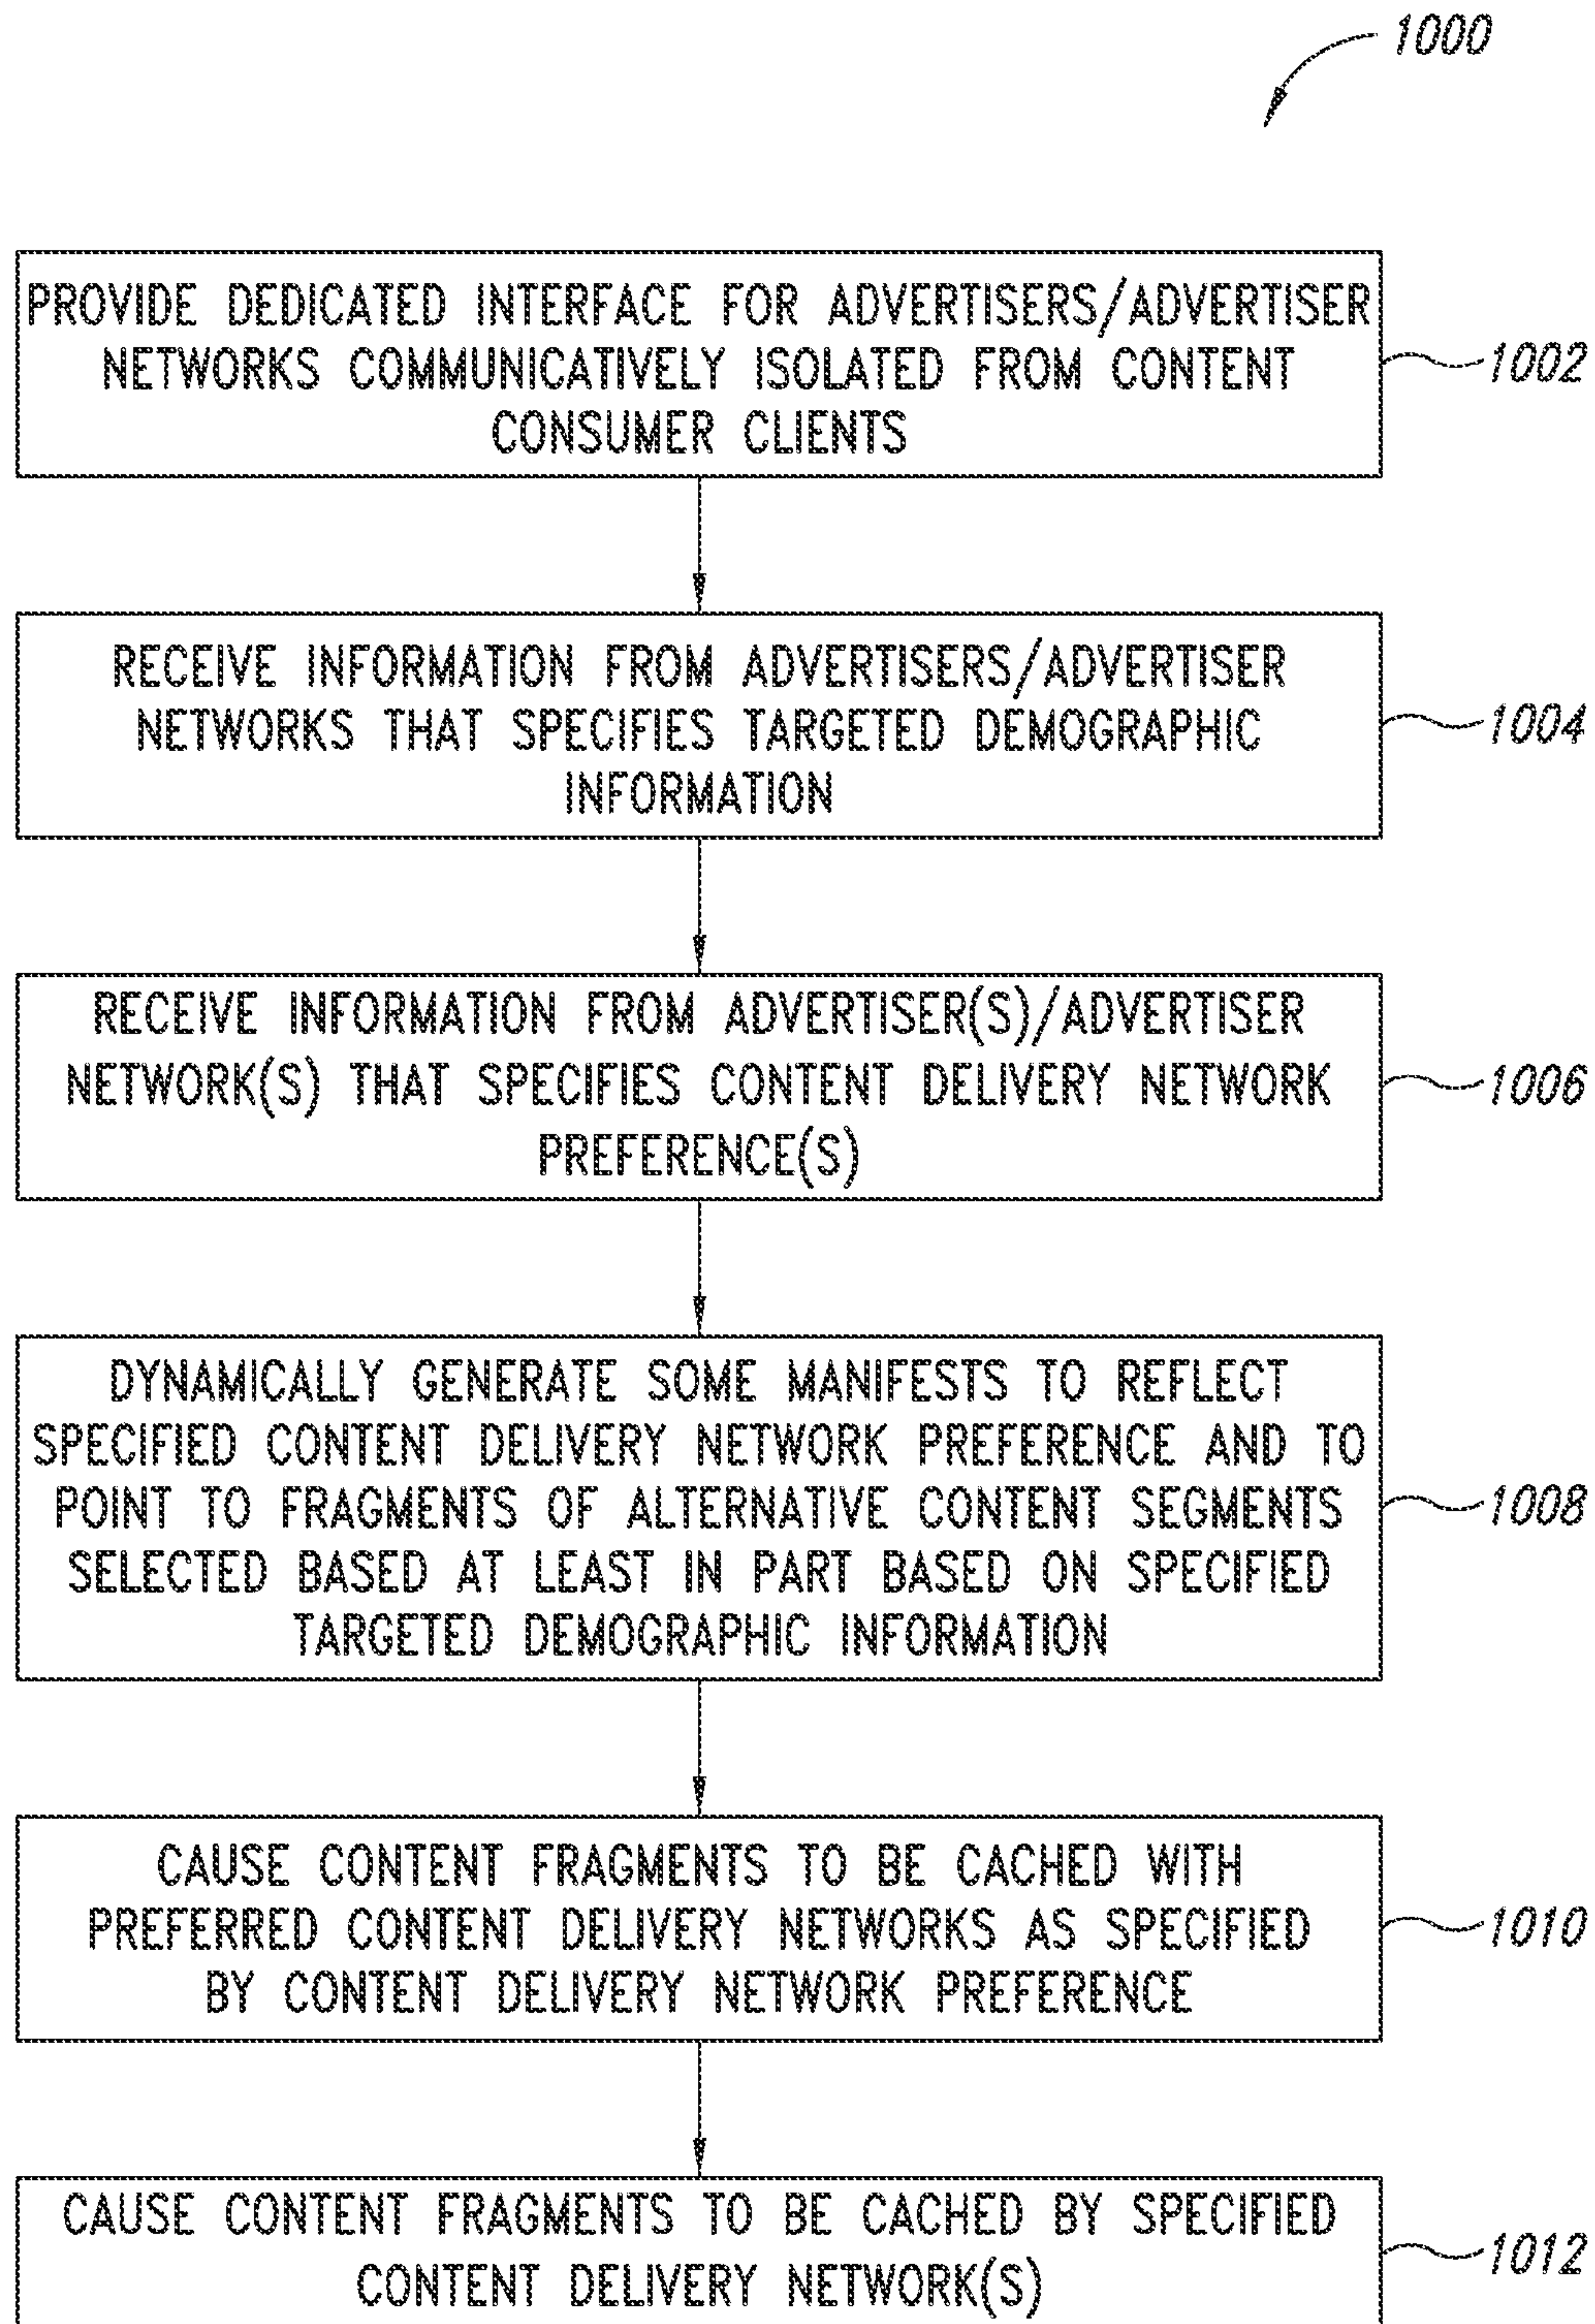 1000
PROVIDE DEDICATED INTERFACE FOR ADVERTISERS/ADVERTISER
NETWORKS COMMUNICATIVELY ISOLATED FROM CONTENT
CONSUMER CLIENTS
1002
RECEIVE INFORMATION FROM ADVERTISERS/ADVERTISER
NETWORKS THAT SPECIFIES TARGETED DEMOGRAPHIC
INFORMATION
1004
RECEIVE INFORMATION FROM ADVERTISER(S)/ADVERTISER
NETWORK(S) THAT SPECIFIES CONTENT DELIVERY NETWORK
PREFERENCE(S)
1006
DYNAMICALLY GENERATE SOME MANIFESTS TO REFLECT
SPECIFIED CONTENT DELIVERY NETWORK PREFERENCE AND TO
POINT TO FRAGMENTS OF ALTERNATIVE CONTENT SEGMENTS
SELECTED BASED AT LEAST IN PART BASED ON SPECIFIED
TARGETED DEMOGRAPHIC INFORMATION
1008
CAUSE CONTENT FRAGMENTS TO BE CACHED WITH
PREFERRED CONTENT DELIVERY NETWORKS AS SPECIFIED
BY CONTENT DELIVERY NETWORK PREFERENCE
1010
CAUSE CONTENT FRAGMENTS TO BE CACHED BY SPECIFIED
CONTENT DELIVERY NETWORK(S)
1012